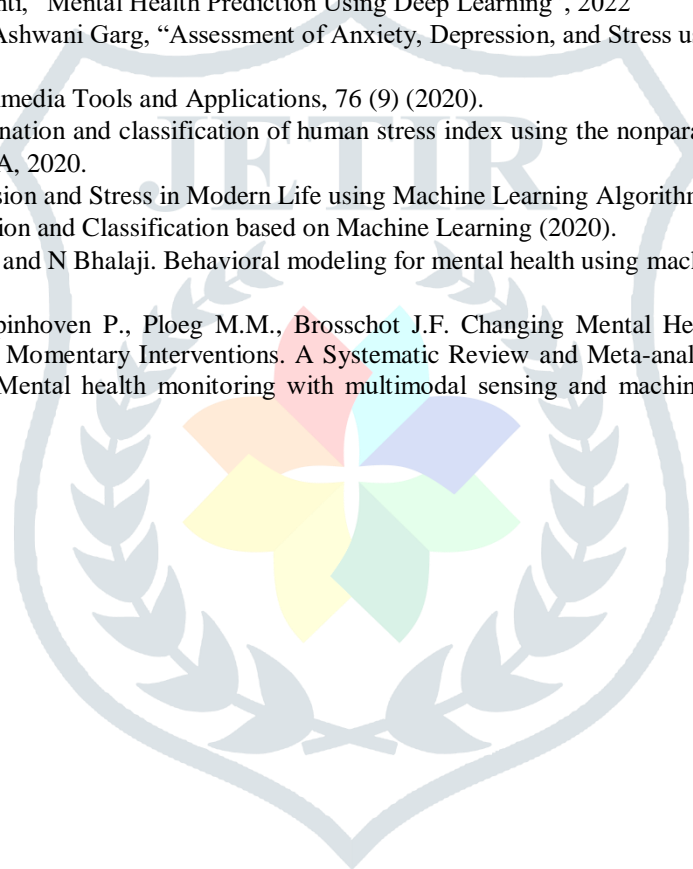 nti, “Mental Health Prediction Using Deep Learning”, 2022
Ashwani Garg, “Assessment of Anxiety, Depression, and Stress us
media Tools and Applications, 76 (9) (2020).
nation and classification of human stress index using the nonpara
A, 2020.
sion and Stress in Modern Life using Machine Learning Algorithm
ion and Classification based on Machine Learning (2020).
and N Bhalaji. Behavioral modeling for mental health using mach
pinhoven P., Ploeg M.M., Brosschot J.F. Changing Mental He
Momentary Interventions. A Systematic Review and Meta-anal
Mental health monitoring with multimodal sensing and machin
JETIR